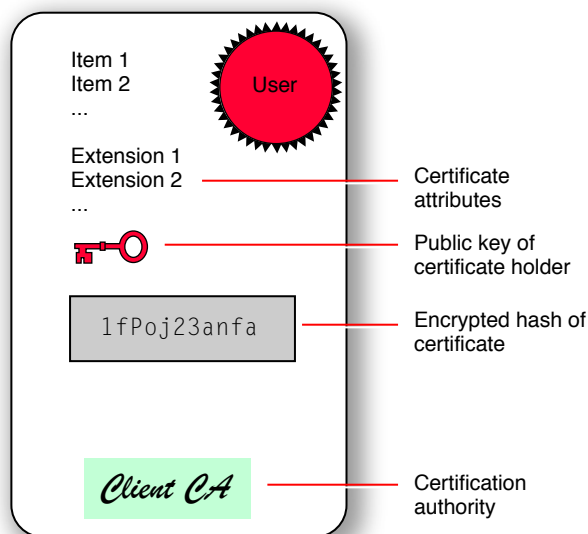 Item 1
Item 2
...
User
Extension 1
Extension 2
...
Certificate
attributes
Public key of
certificate holder
1fPoj23anfa
Encrypted hash of
certificate
Client CA
Certification
authority